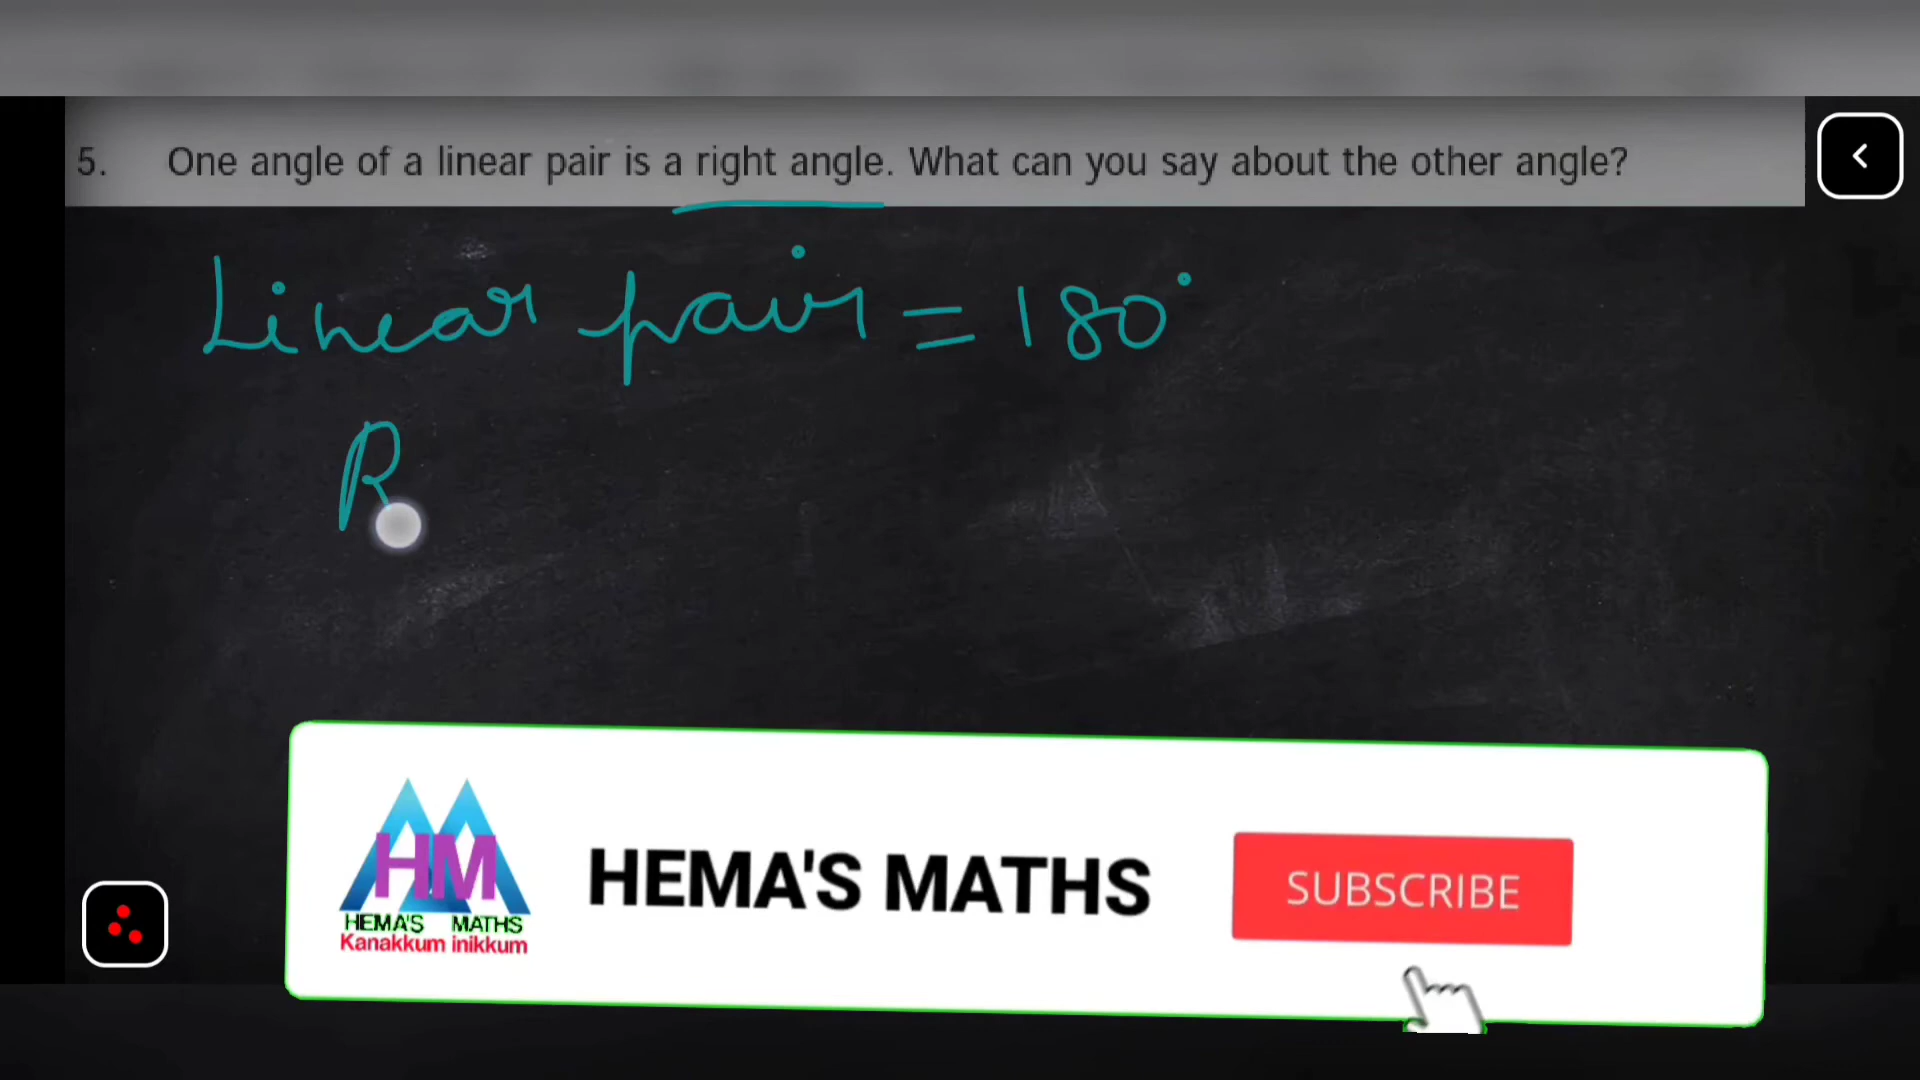 5. One angle of a linear pair is a right angle. What can you say about the other angle?
Linear pair = 180°
R
HM
HEMA'S MATHS
Kanakkum inikkum
HEMA'S MATHS
SUBSCRIBE